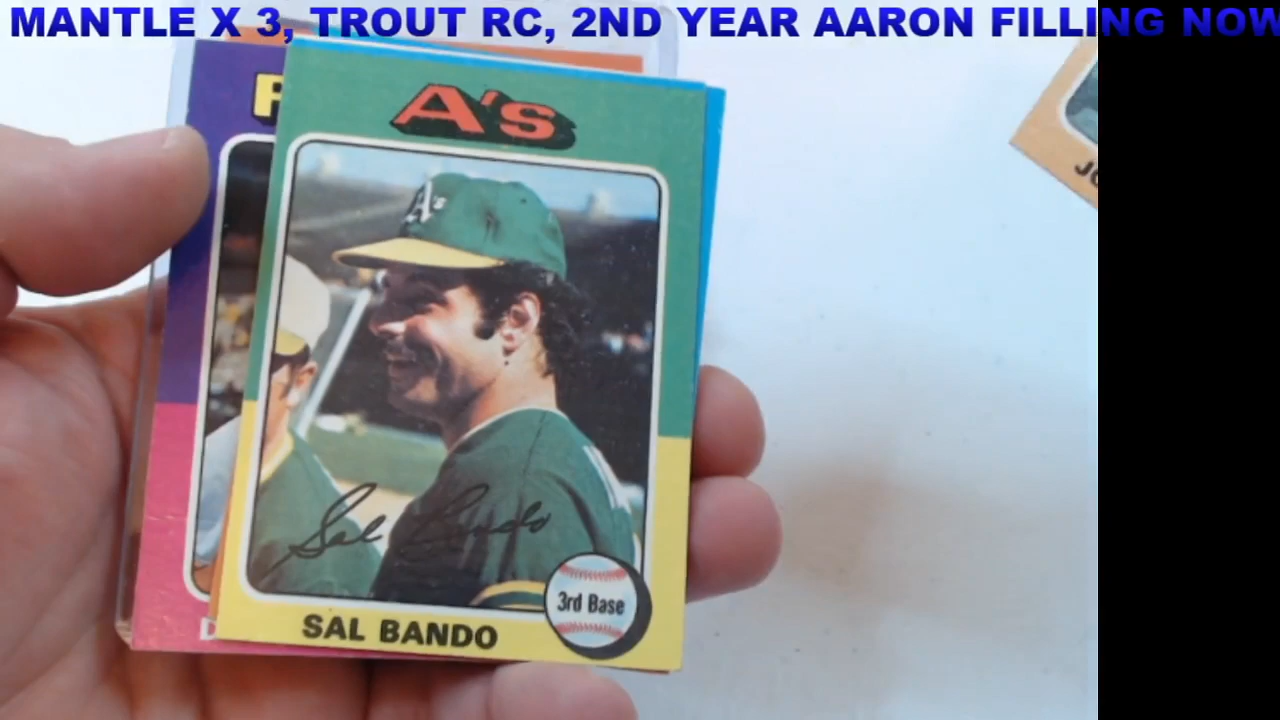 MANTLE X 3, TROUT RC, 2ND YEAR AARON FILLING NOW
A's
A's
Sal Bando
3rd Base
SAL BANDO